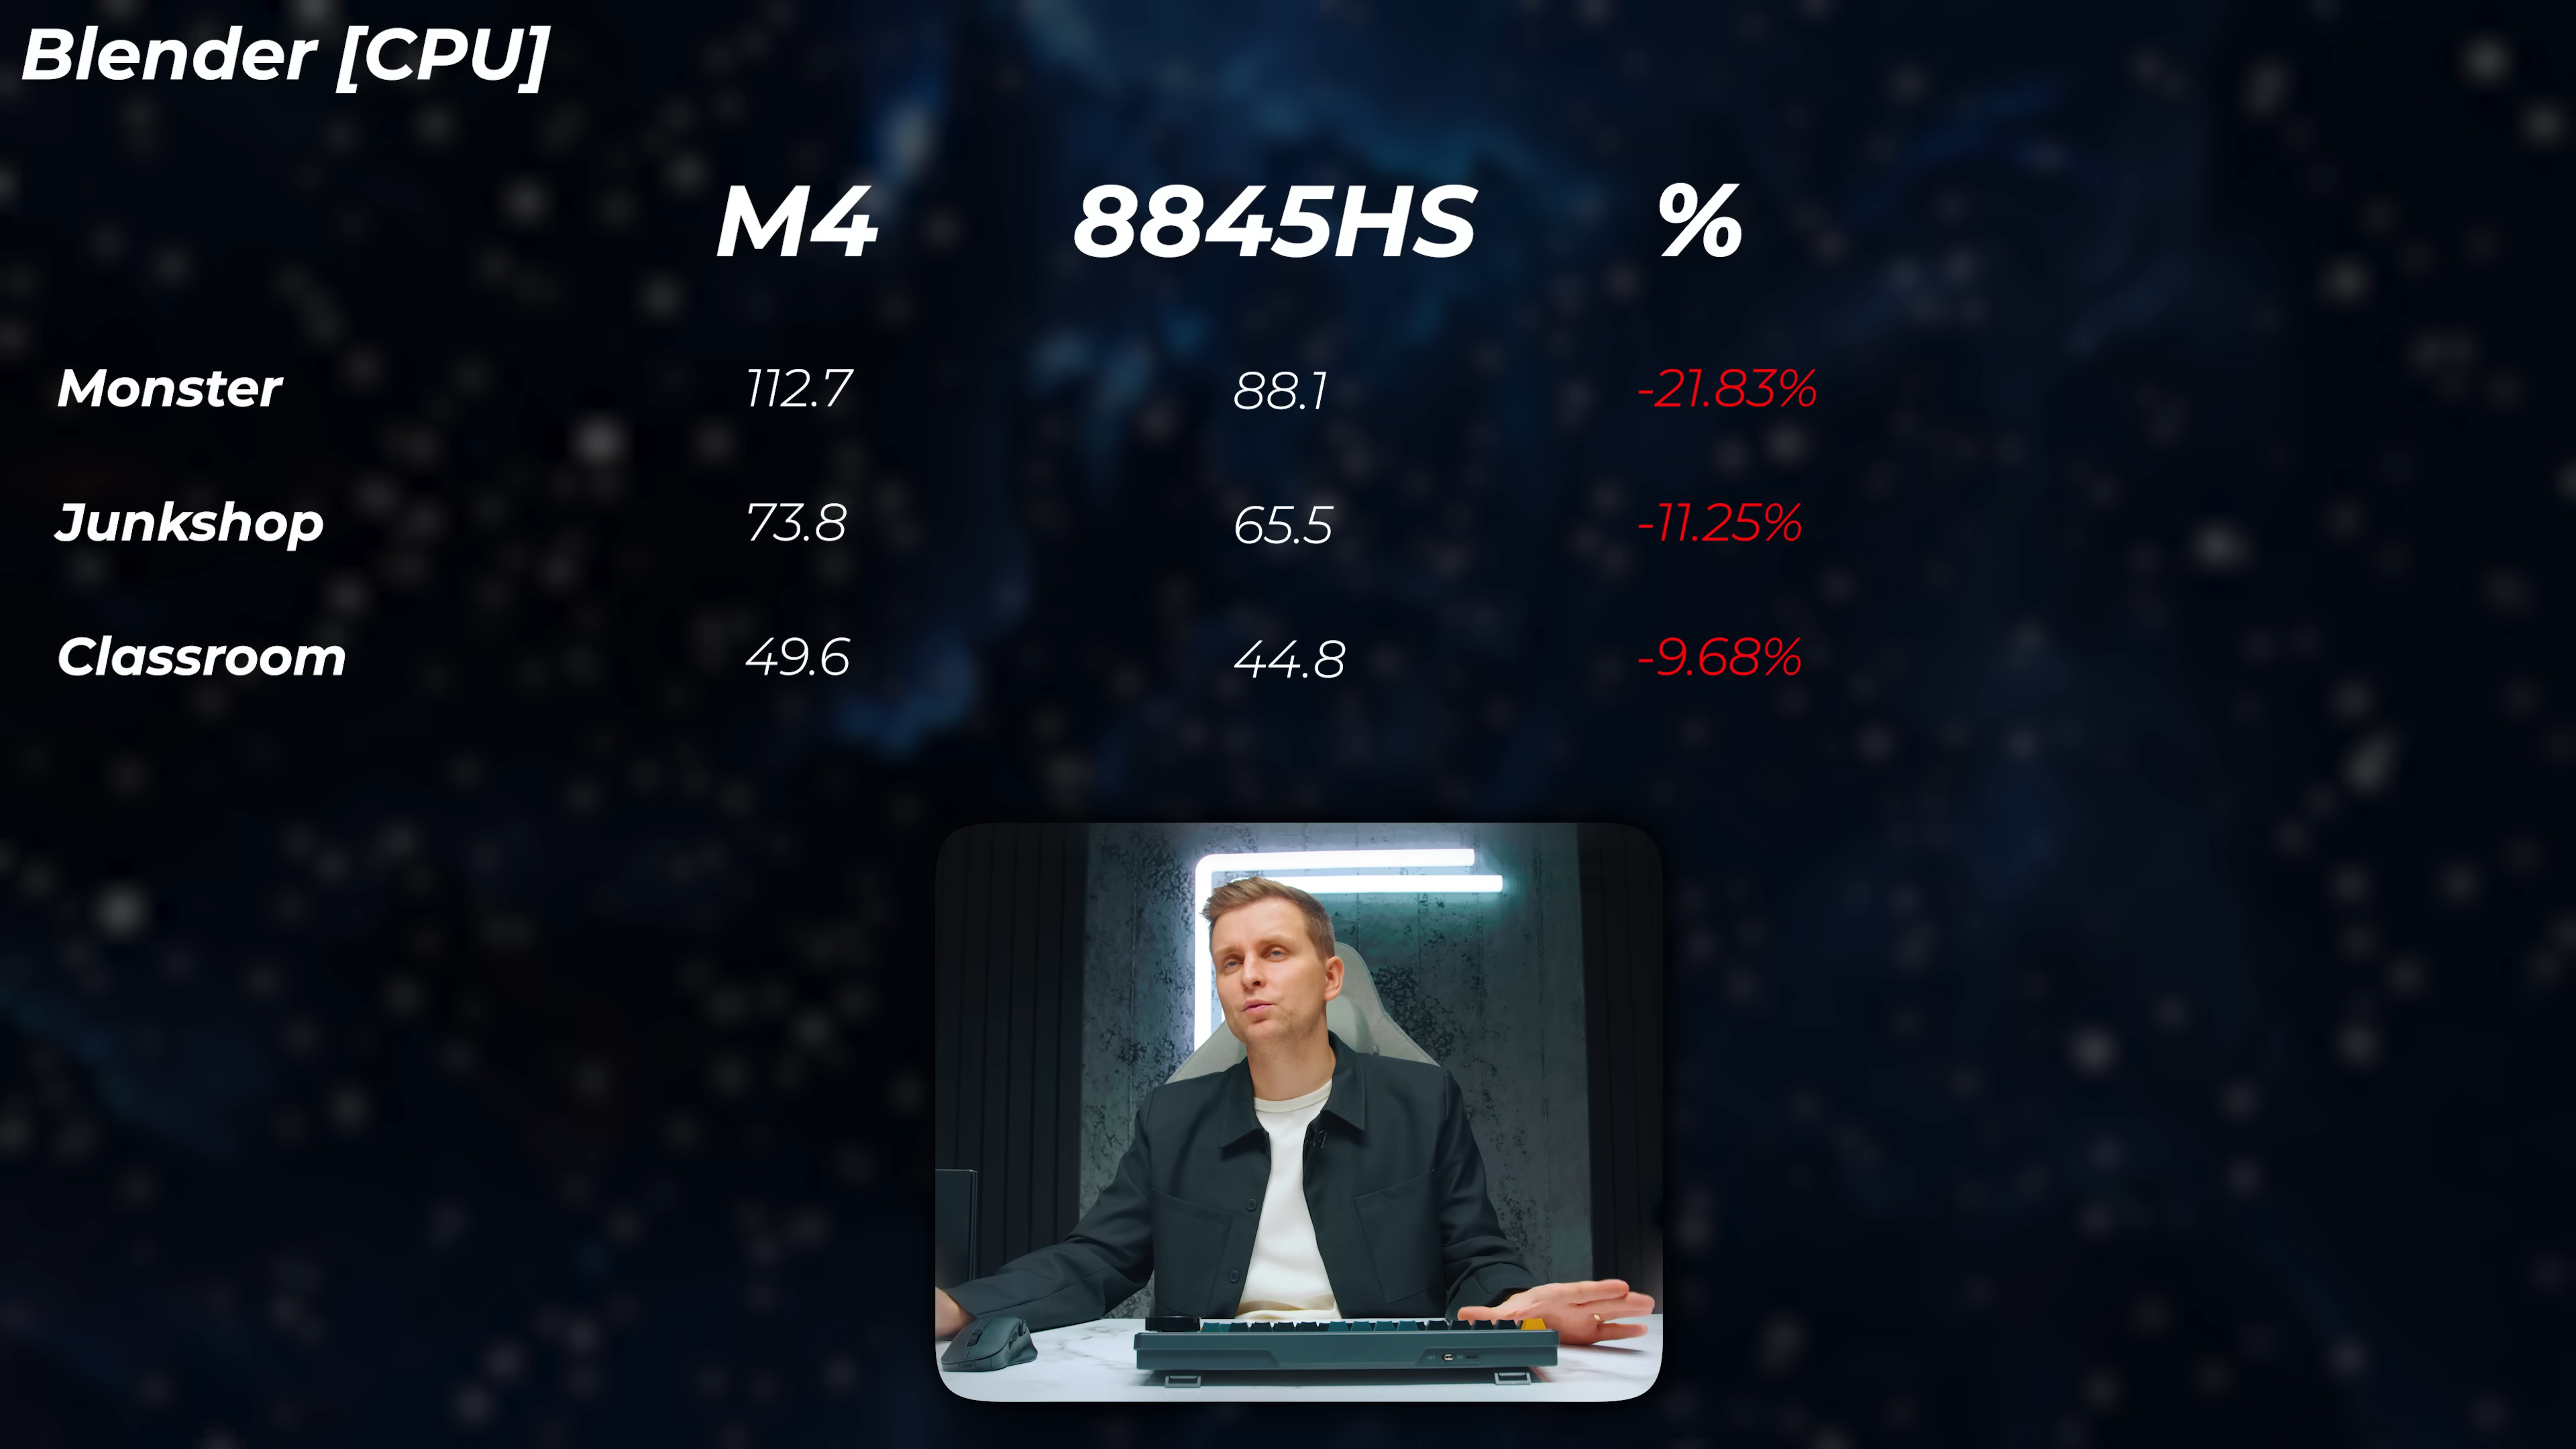 Blender [CPU]
M4 8845HS %
Monster 112.7 88.1 -21.83%
Junkshop 73.8 65.5 -11.25%
Classroom 49.6 44.8 -9.68%